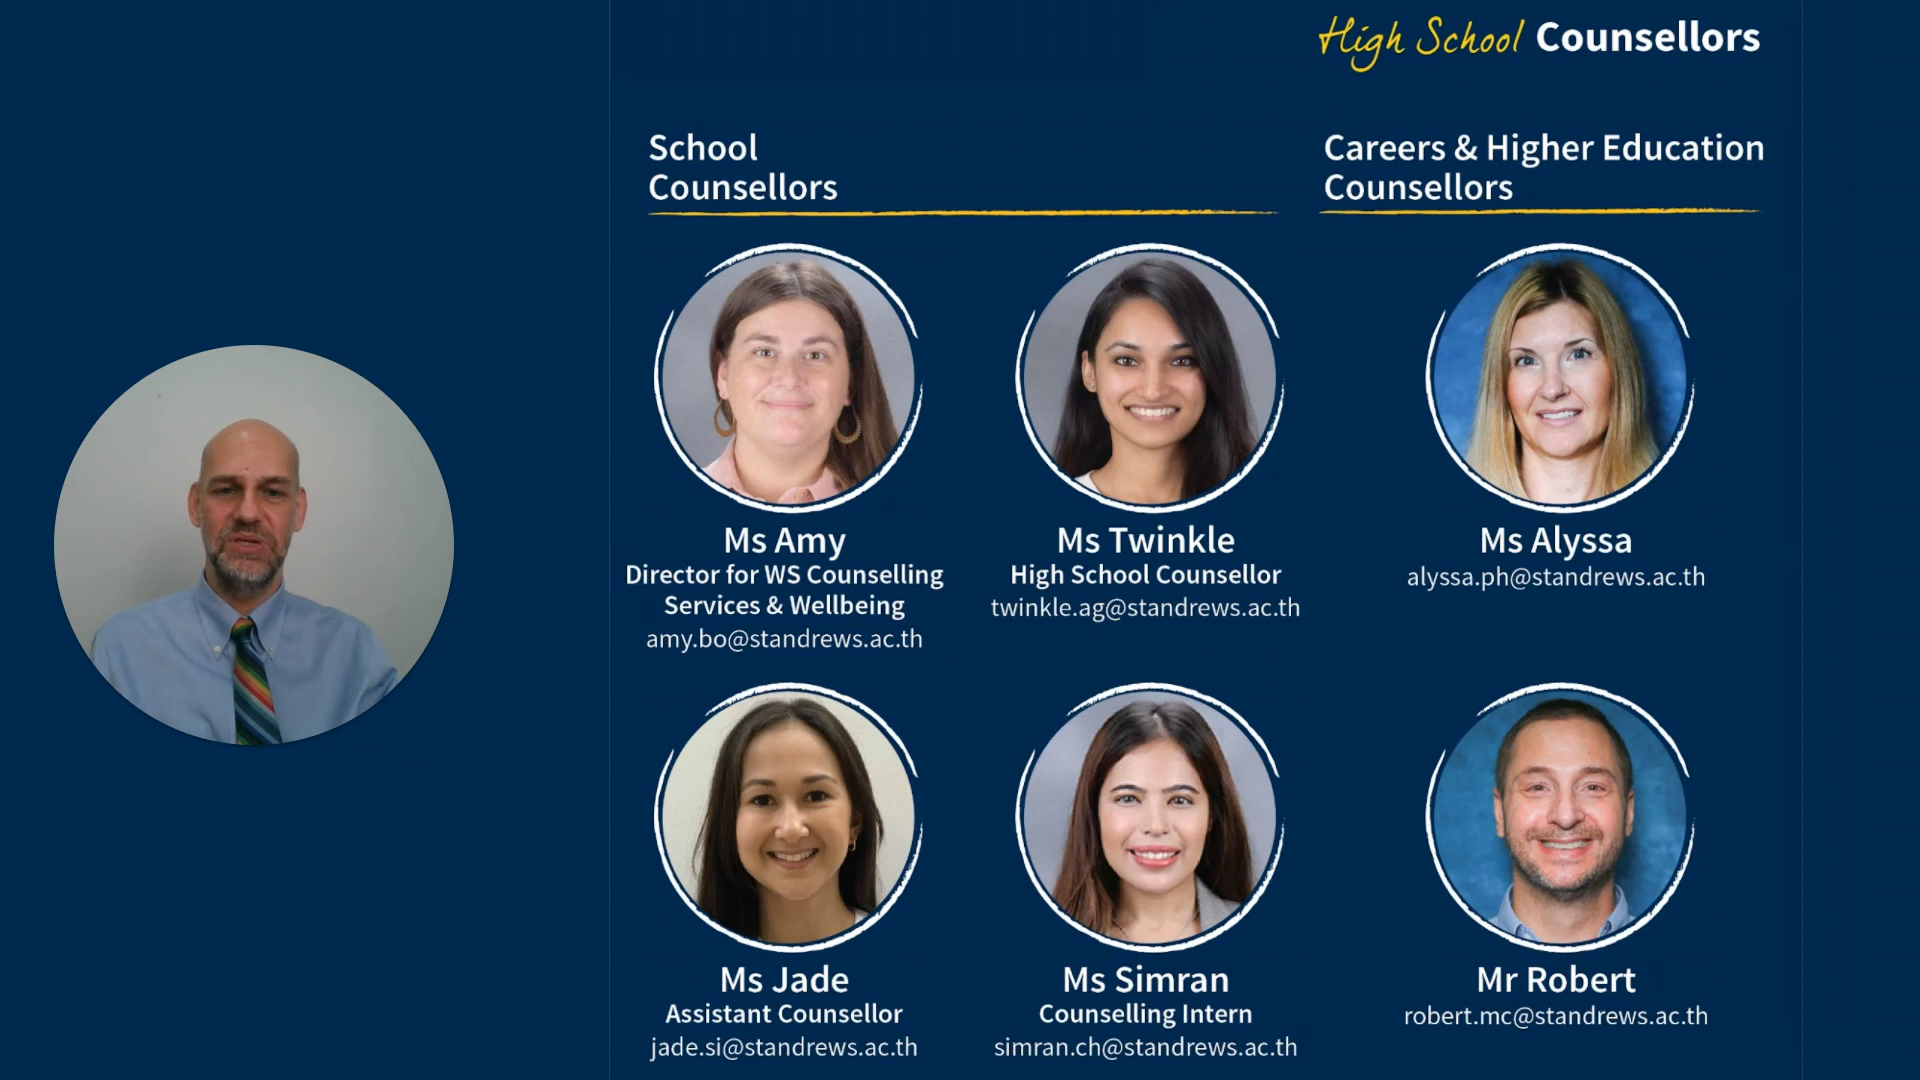 High School Counsellors
School
Counsellors
Careers & Higher Education
Counsellors
Ms Amy
Director for WS Counselling
Services & Wellbeing
amy.bo@standrews.ac.th
Ms Twinkle
High School Counsellor
twinkle.ag@standrews.ac.th
Ms Alyssa
alyssa.ph@standrews.ac.th
Ms Jade
Assistant Counsellor
jade.si@standrews.ac.th
Ms Simran
Counselling Intern
simran.ch@standrews.ac.th
Mr Robert
robert.mc@standrews.ac.th